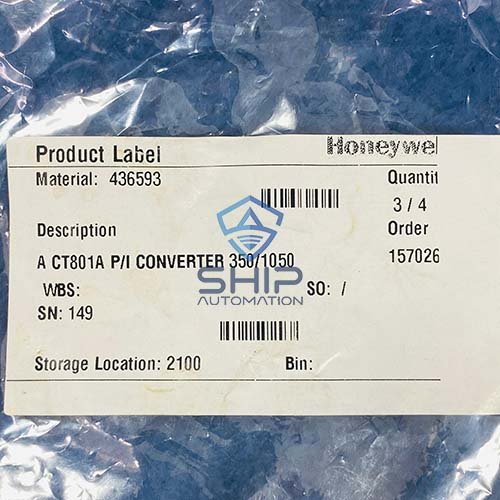 Product Label
Honeywel
Material: 436593
Quantit
3 / 4
Description
Order
A CT801A P/I CONVERTER 350/1050
157026
SHIP
AUTOMATION
WBS:
SO: /
SN: 149
Storage Location: 2100
Bin: